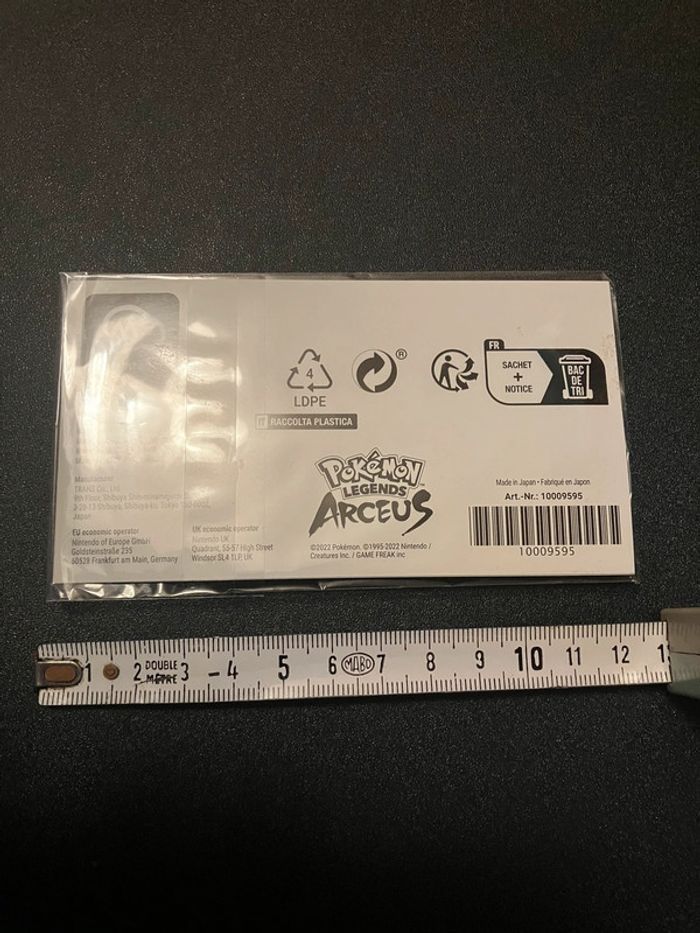 4
LDPE
®
FR
SACHET
+
NOTICE
BAC
DE
TRI
IT RACCOLTA PLASTICA
POKÉMON
LEGENDS
ARCEUS
©2022 Pokémon. ©1995-2022 Nintendo /
Creatures Inc. / GAME FREAK inc
Made in Japan • Fabriqué en Japon
Art.-Nr.: 10009595
10009595
Manufacturer
TRANS Co., Ltd.
Japan
EU economic operator
Nintendo of Europe GmbH
Goldsteinstraße 235
60528 Frankfurt am Main, Germany
UK economic operator
Nintendo UK
Quadrant, 55-57 High Street
Windsor SL4 1LP, UK
1 2 DOUBLE MÈTRE 3 4 5 6 MABO 7 8 9 10 11 12